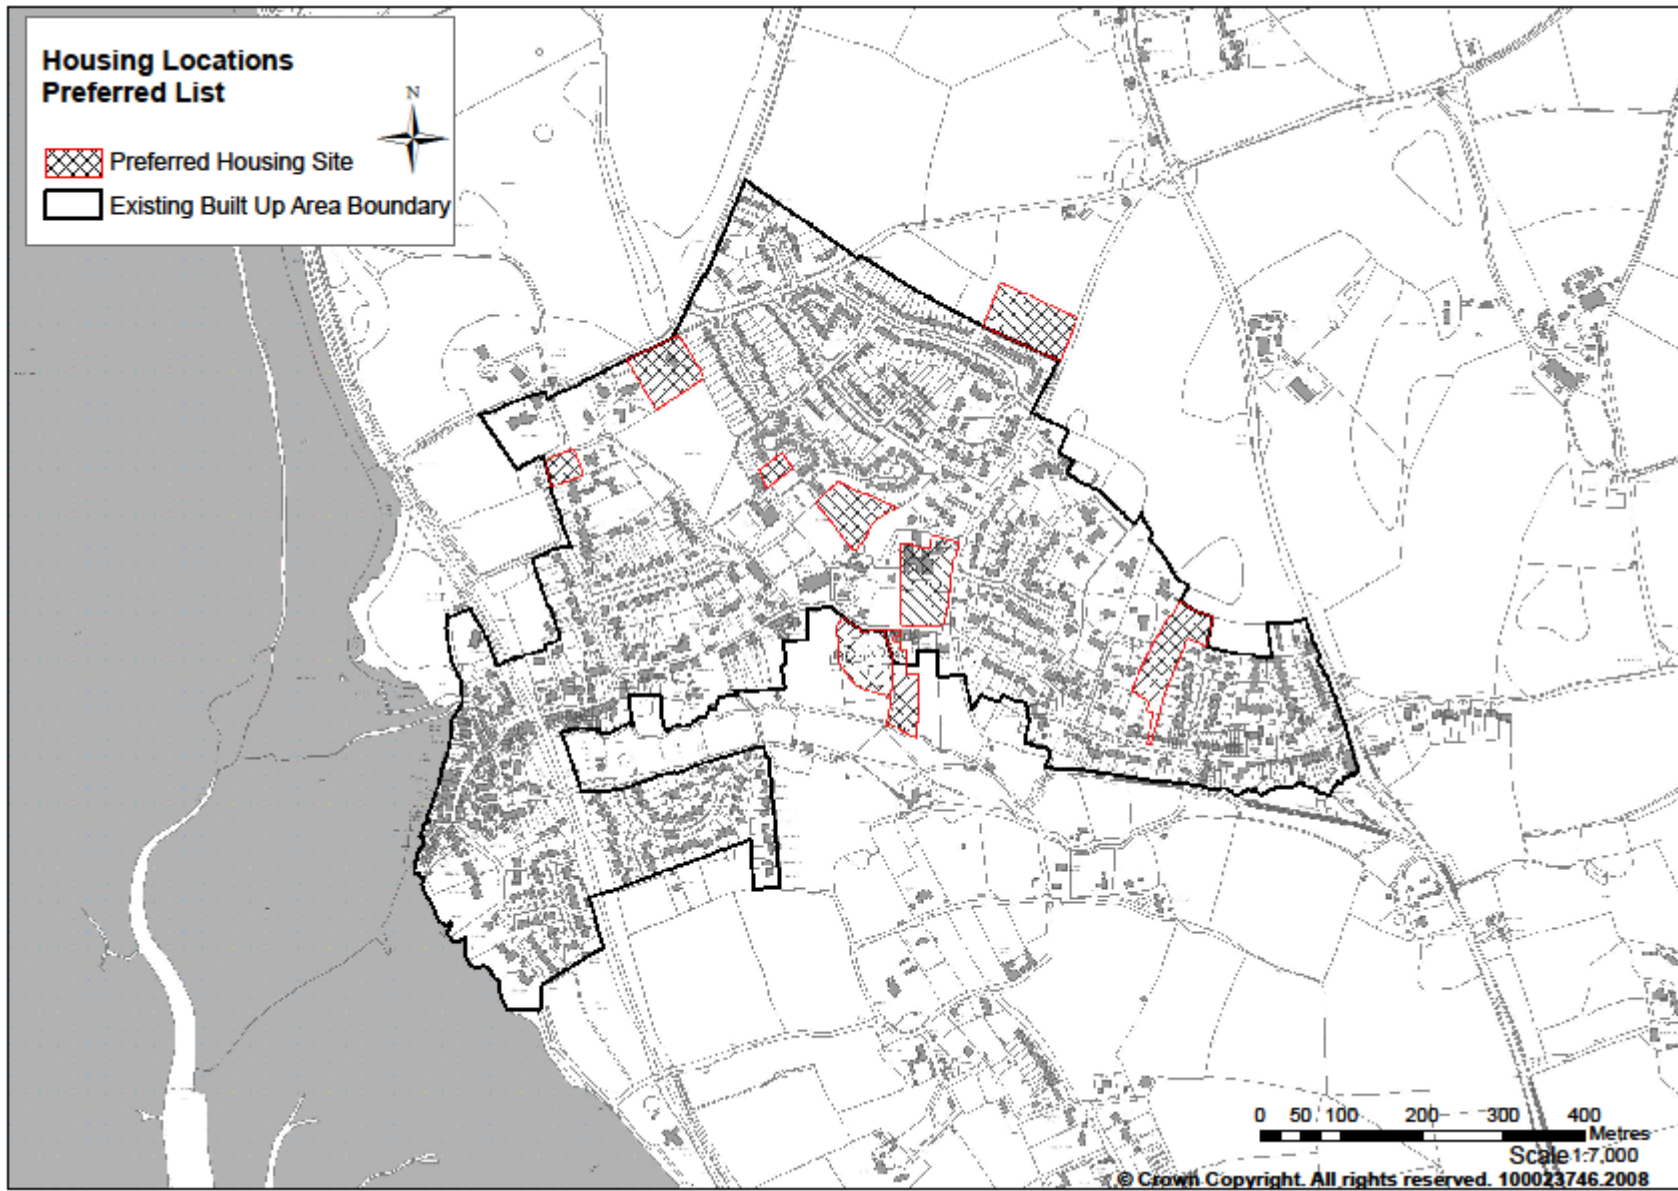 Housing Locations
Preferred List
N
Preferred Housing Site
Existing Built Up Area Boundary
0 50 100 200 300 400
Metres
Scale 1:7,000
© Crown Copyright. All rights reserved. 100023746.2008